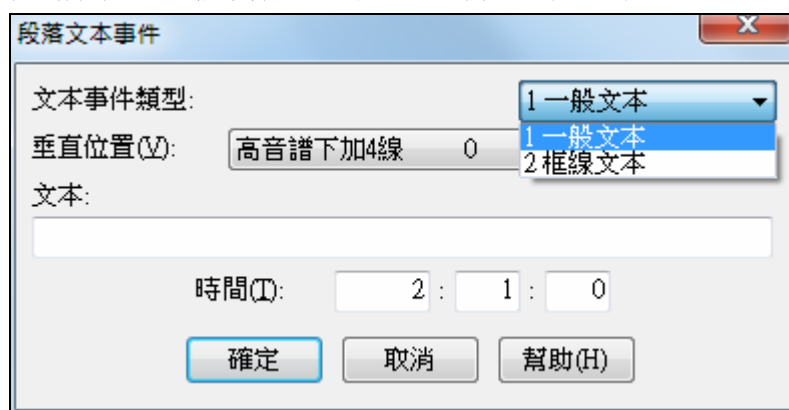 段落文本事件
文本事件類型: 1 一般文本
1 一般文本
垂直位置(V): 高音譜下加4線 0
2 框線文本
文本:
時間(T): 2 : 1 : 0
確定 取消 幫助(H)